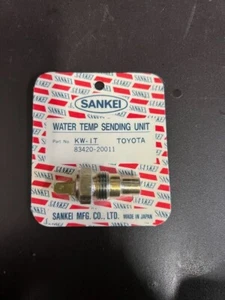 SANKEI
WATER TEMP SENDING UNIT
Part No. KW-1T TOYOTA
83420-20011
SANKEI MFG. CO., LTD. MADE IN JAPAN